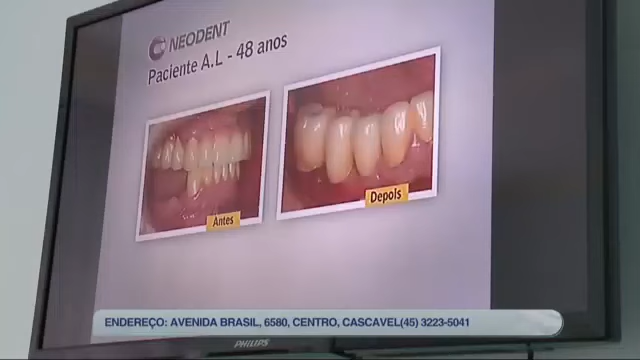 NEODENT
Paciente A.L - 48 anos
Antes
Depois
ENDEREÇO: AVENIDA BRASIL, 6580, CENTRO, CASCAVEL(45) 3223-5041
PHILIPS